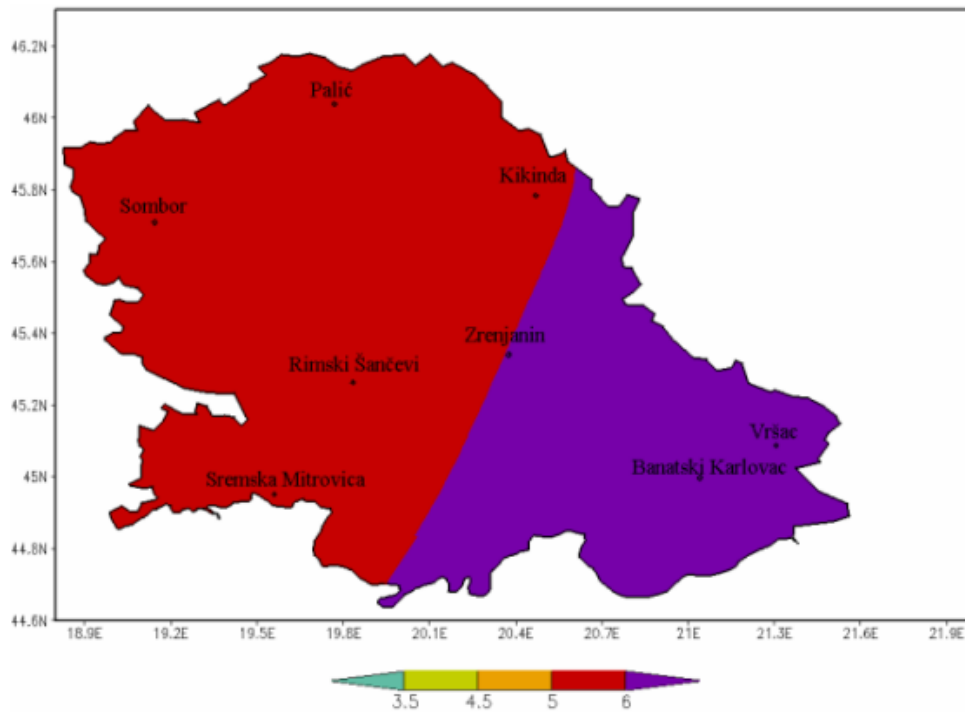 46.2N
Palić
46N
Kikinda
45.8N
Sombor
45.6N
45.4N
Zrenjanin
Rimski Šančevi
45.2N
Vršac
Banatski Karlovac
45N
Sremska Mitrovica
44.8N
44.6N
18.9E 19.2E 19.5E 19.8E 20.1E 20.4E 20.7E 21E 21.3E 21.6E 21.9E
3.5 4.5 5 6